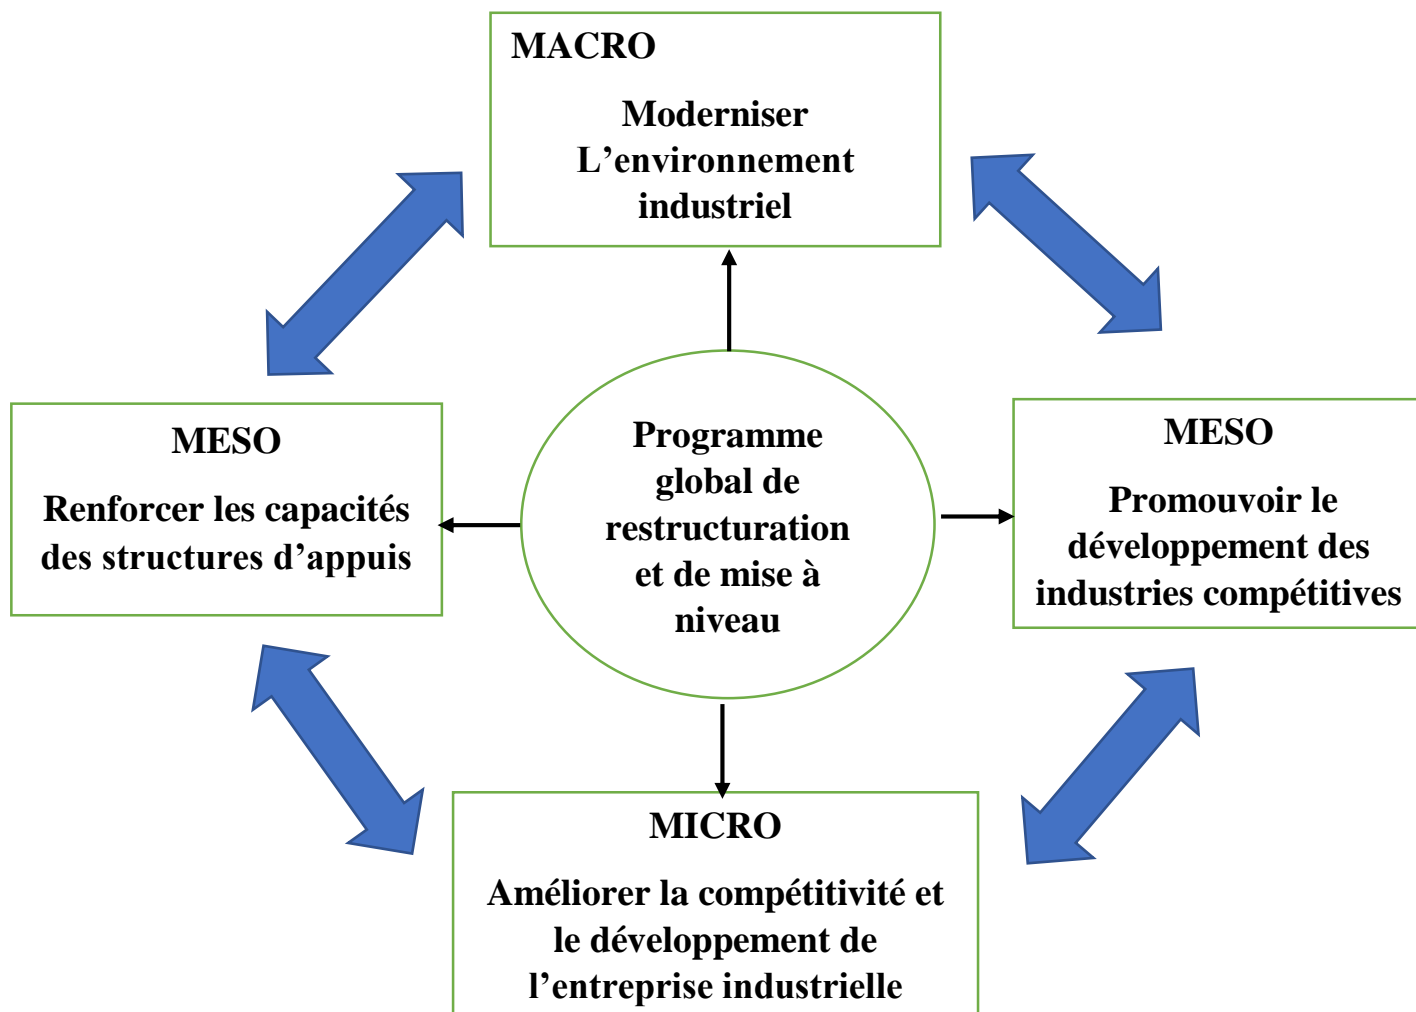 MACRO
Moderniser
L’environnement
industriel
MESO
Renforcer les capacités
des structures d’appuis
Programme
global de
restructuration
et de mise à
niveau
MESO
Promouvoir le
développement des
industries compétitives
MICRO
Améliorer la compétitivité et
le développement de
l’entreprise industrielle